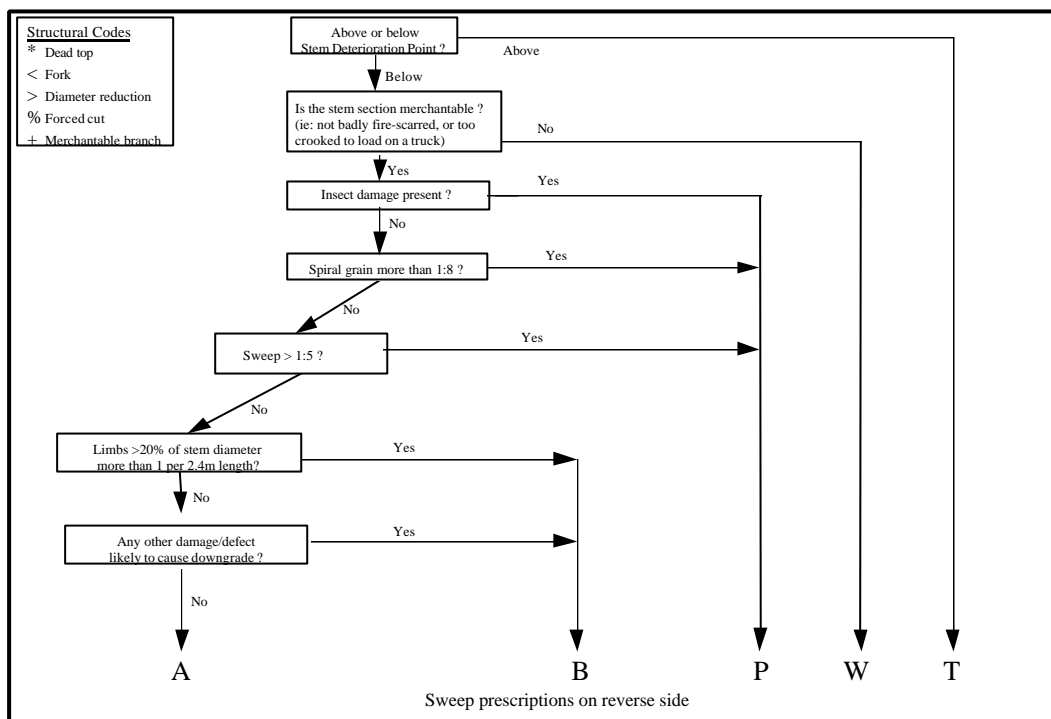 Structural Codes
* Dead top
< Fork
> Diameter reduction
% Forced cut
+ Merchantable branch
Above or below
Stem Deterioration Point ?
Above
Below
Is the stem section merchantable ?
(ie: not badly fire-scarred, or too
crooked to load on a truck)
No
Yes
Insect damage present ?
Yes
No
Spiral grain more than 1:8 ?
Yes
No
Sweep > 1:5 ?
Yes
No
Limbs >20% of stem diameter
more than 1 per 2.4m length?
Yes
No
Any other damage/defect
likely to cause downgrade ?
Yes
No
A
B
P
W
T
Sweep prescriptions on reverse side